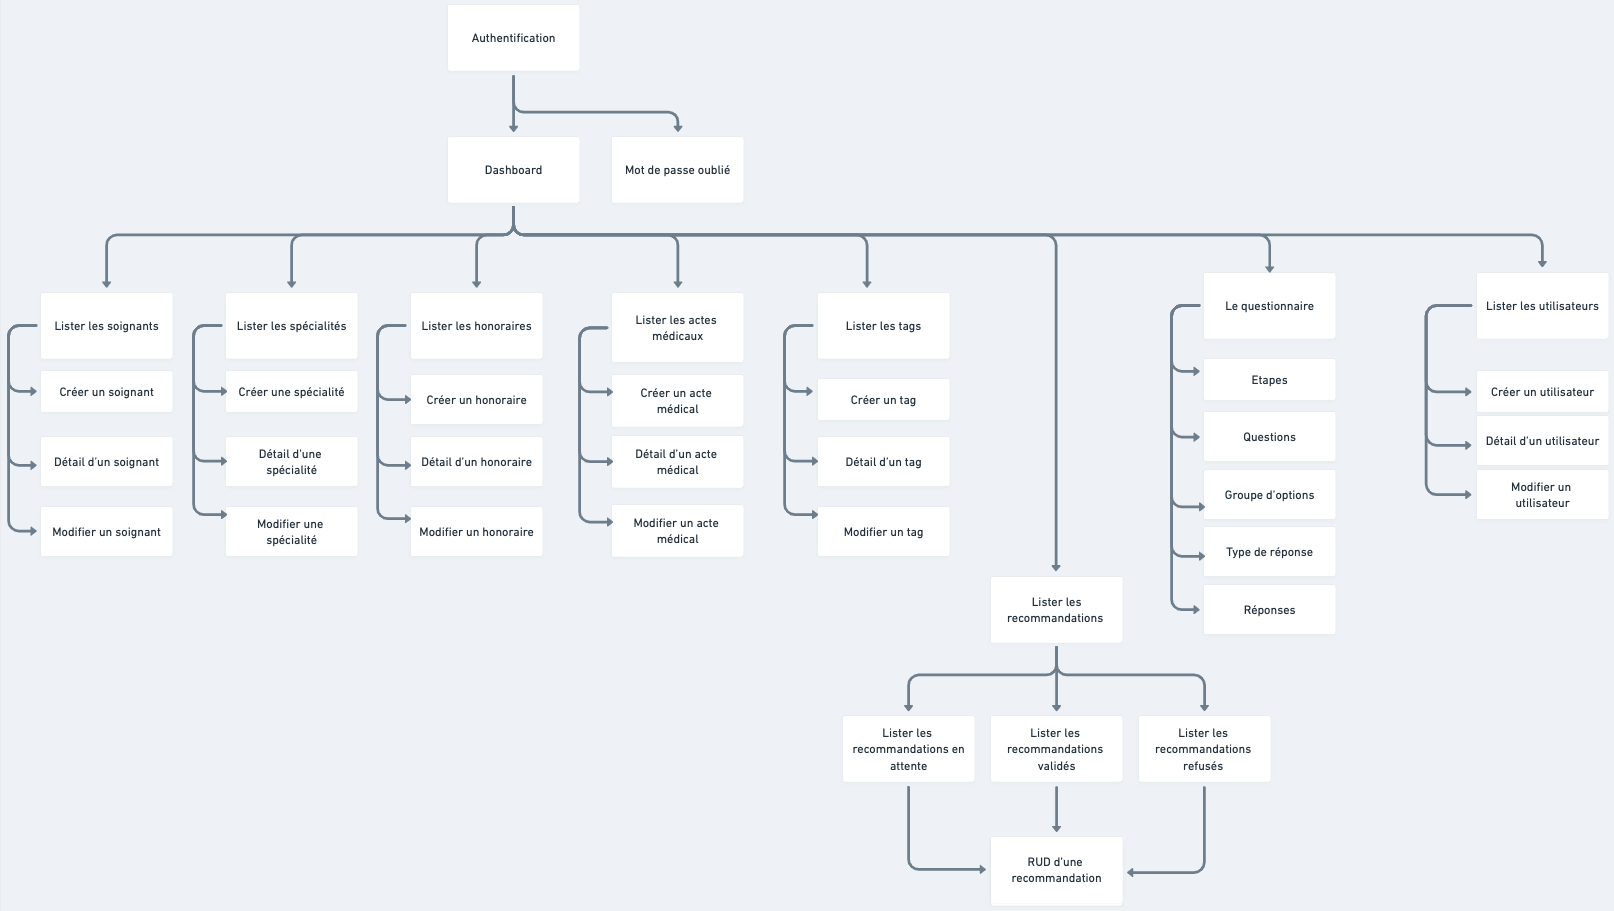 Authentification
Dashboard
Mot de passe oublié
Lister les soignants
Créer un soignant
Détail d'un soignant
Modifier un soignant
Lister les spécialités
Créer une spécialité
Détail d'une
spécialité
Modifier une
spécialité
Lister les honoraires
Créer un honoraire
Détail d'un honoraire
Modifier un honoraire
Lister les actes
médicaux
Créer un acte
médical
Détail d'un acte
médical
Modifier un acte
médical
Lister les tags
Créer un tag
Détail d'un tag
Modifier un tag
Lister les
recommandations
Lister les
recommandations en
attente
Lister les
recommandations
validés
Lister les
recommandations
refusés
RUD d'une
recommandation
Le questionnaire
Etapes
Questions
Groupe d'options
Type de réponse
Réponses
Lister les utilisateurs
Créer un utilisateur
Détail d'un utilisateur
Modifier un
utilisateur